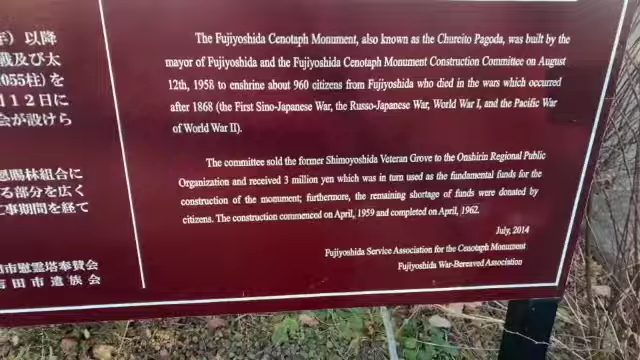 年）以降
戦及び太
055柱）を
月１２日に
会が設けら
恩賜林組合に
る部分を広く
工事期間を経て
田市慰霊塔奉賛会
吉田市遺族会
The Fujiyoshida Cenotaph Monument, also known as the Chureito Pagoda, was built by the
mayor of Fujiyoshida and the Fujiyoshida Cenotaph Monument Construction Committee on August
12th, 1958 to enshrine about 960 citizens from Fujiyoshida who died in the wars which occurred
after 1868 (the First Sino-Japanese War, the Russo-Japanese War, World War I, and the Pacific War
of World War II).
The committee sold the former Shimoyoshida Veteran Grove to the Onshirin Regional Public
Organization and received 3 million yen which was in turn used as the fundamental funds for the
construction of the monument; furthermore, the remaining shortage of funds were donated by
citizens. The construction commenced on April, 1959 and completed on April, 1962.
July, 2014
Fujiyoshida Service Association for the Cenotaph Monument
Fujiyoshida War-Bereaved Association